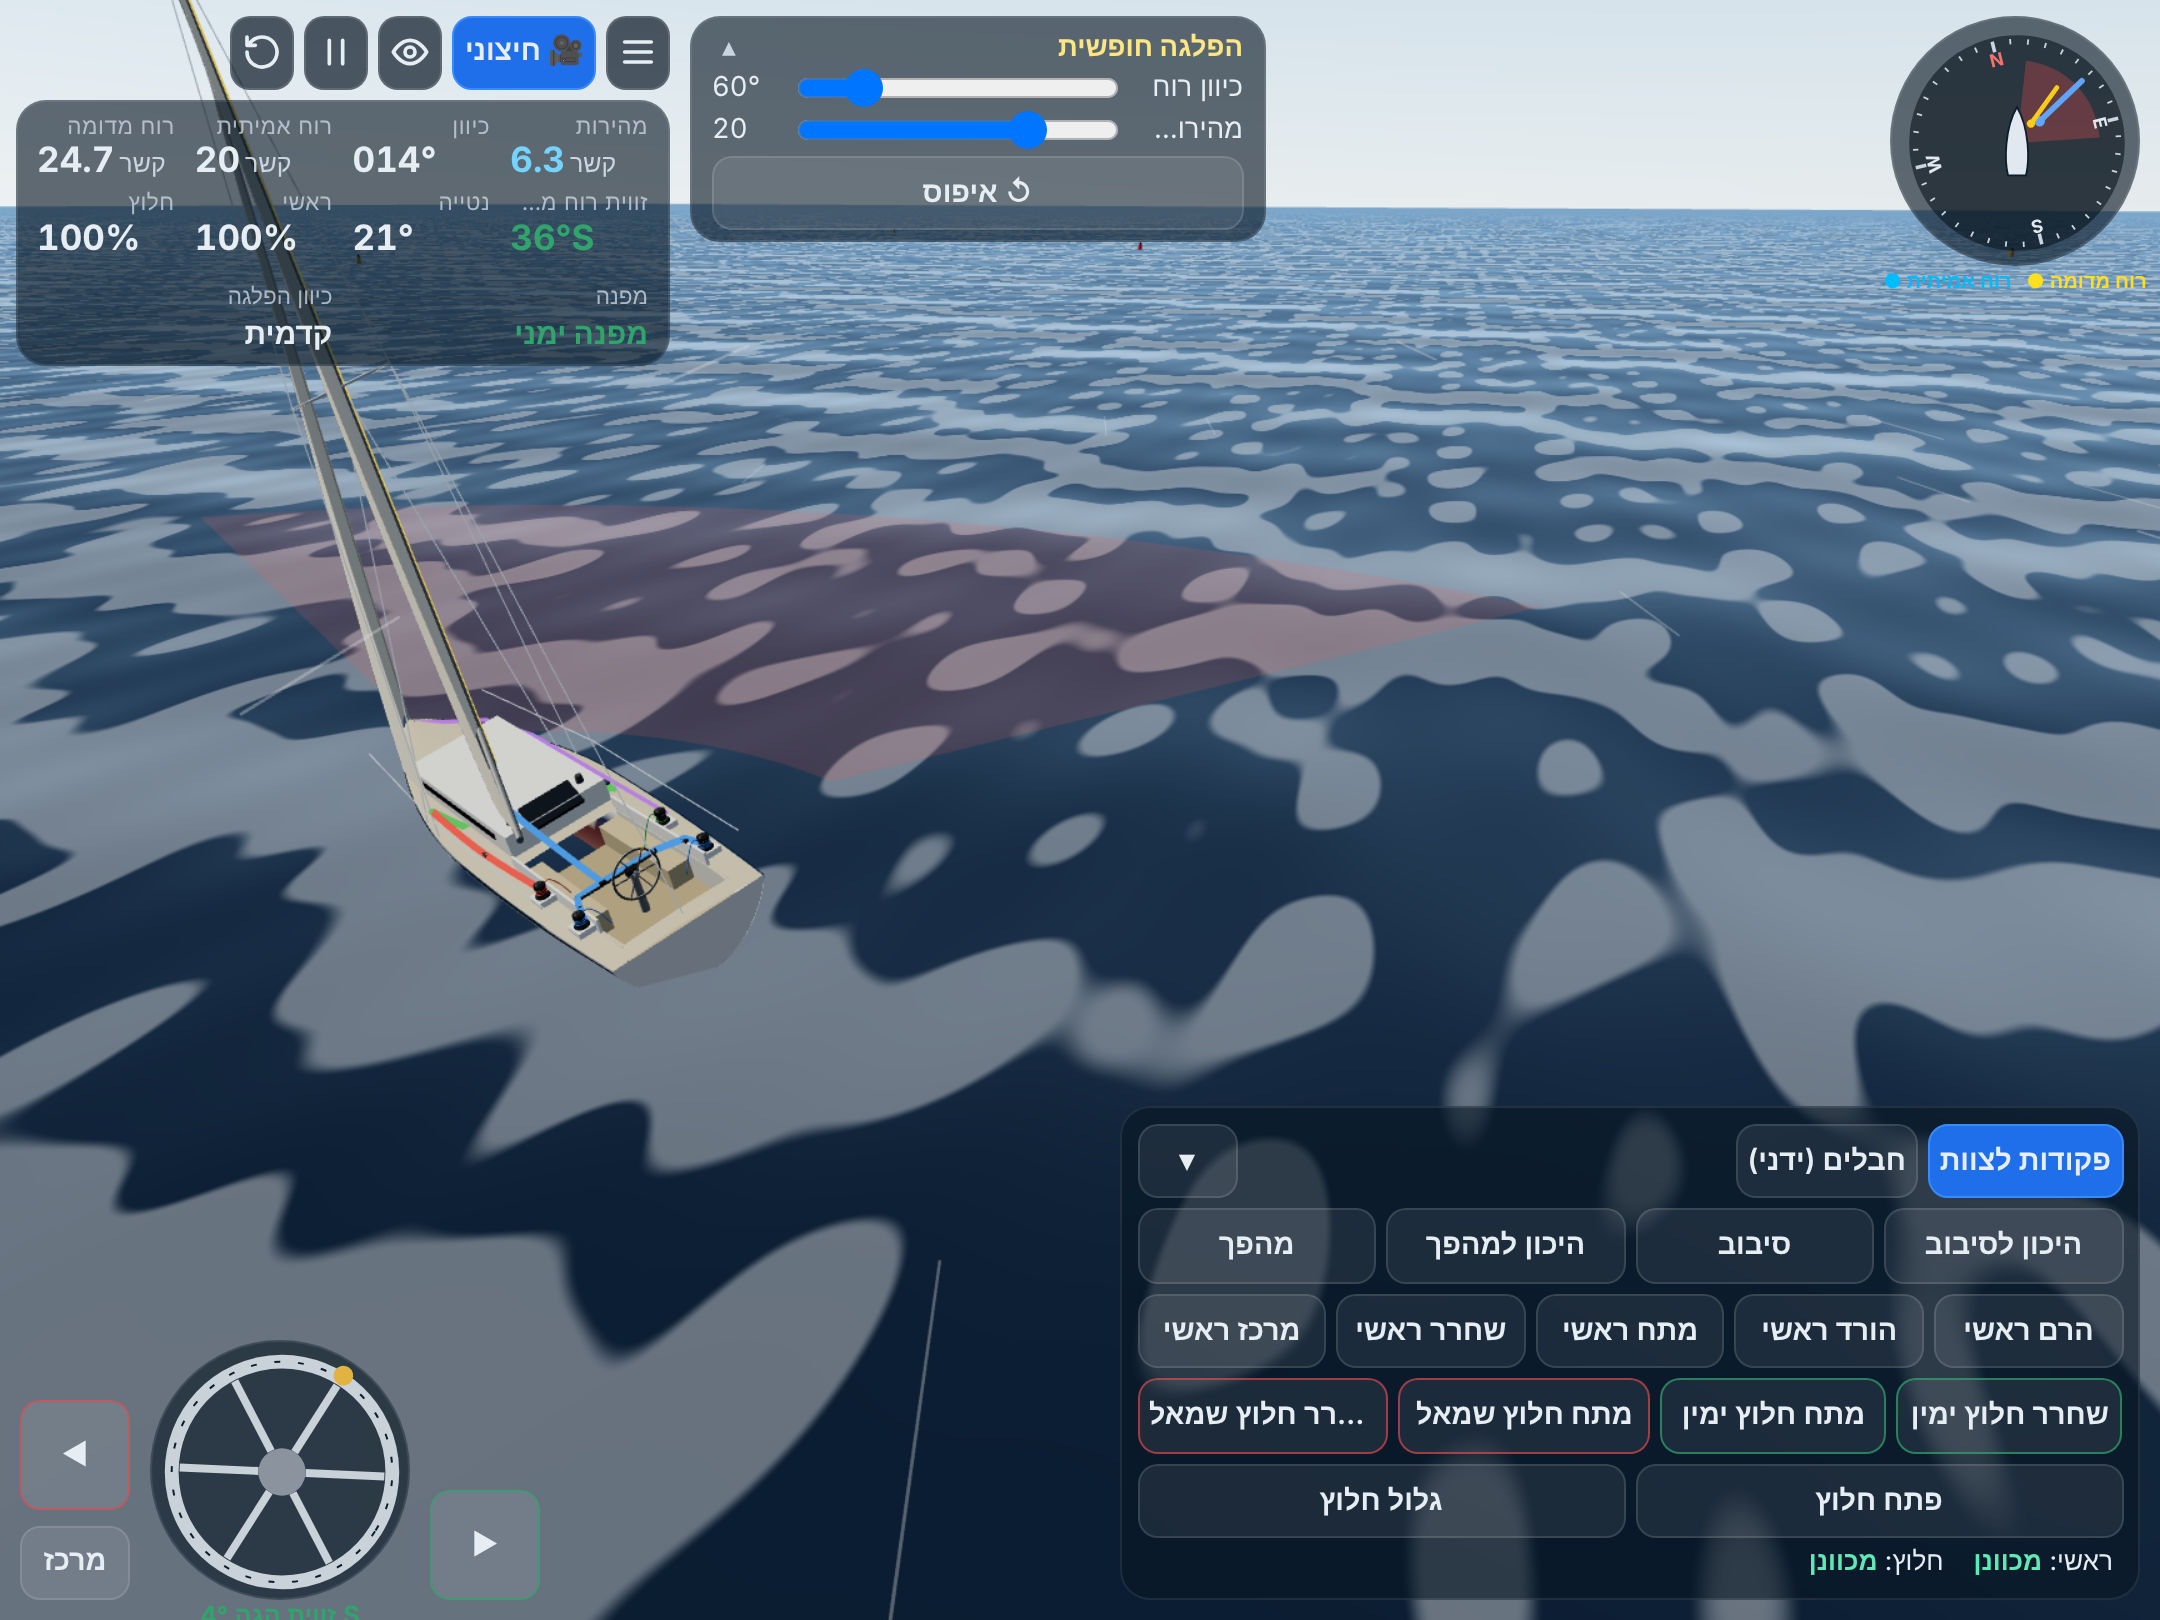 🎥 חיצוני
מהירות
6.3 קשר
כיוון
014°
רוח אמיתית
20 קשר
רוח מדומה
24.7 קשר
זווית רוח מ...
36°S
נטייה
21°
ראשי
100%
חלוץ
100%
מפנה
מפנה ימני
כיוון הפלגה
קדמית
הפלגה חופשית ▲
כיוון רוח 60°
מהירו... 20
איפוס
N
E
S
W
רוח מדומה רוח אמיתית
פקודות לצוות חבלים (ידני) ▼
היכון לסיבוב סיבוב היכון למהפך מהפך
הרם ראשי הורד ראשי מתח ראשי שחרר ראשי מרכז ראשי
שחרר חלוץ ימין מתח חלוץ ימין מתח חלוץ שמאל ...רר חלוץ שמאל
פתח חלוץ גלול חלוץ
ראשי: מכוונן חלוץ: מכוונן
מרכז
זווית הגה 4° S